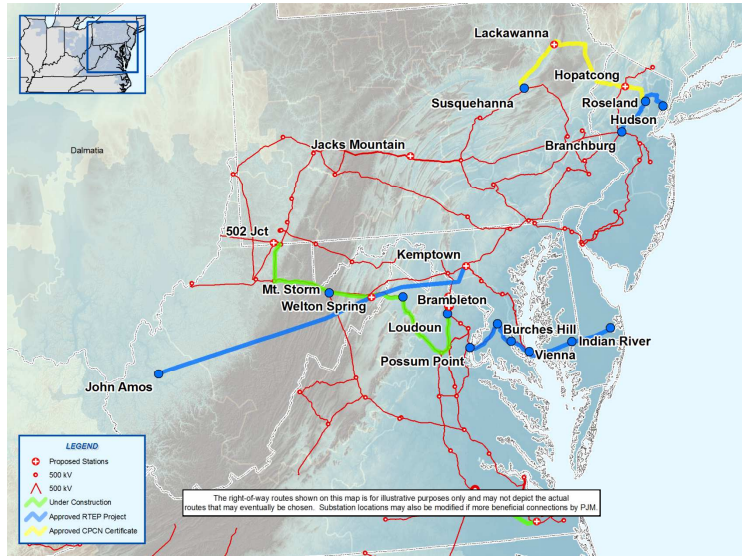 Lackawanna
Hopatcong
Susquehanna
Roseland
Hudson
Dalmatia
Jacks Mountain
Branchburg
502 Jct
Kemptown
Mt. Storm
Welton Spring
Brambleton
Loudoun
Burches Hill
Indian River
Possum Point
Vienna
John Amos
LEGEND
Proposed Stations
500 kV
500 kV
Under Construction
Approved RTEP Project
Approved CPCN Certificate
The right-of-way routes shown on this map is for illustrative purposes only and may not depict the actual
routes that may eventually be chosen. Substation locations may also be modified if more beneficial connections by PJM.